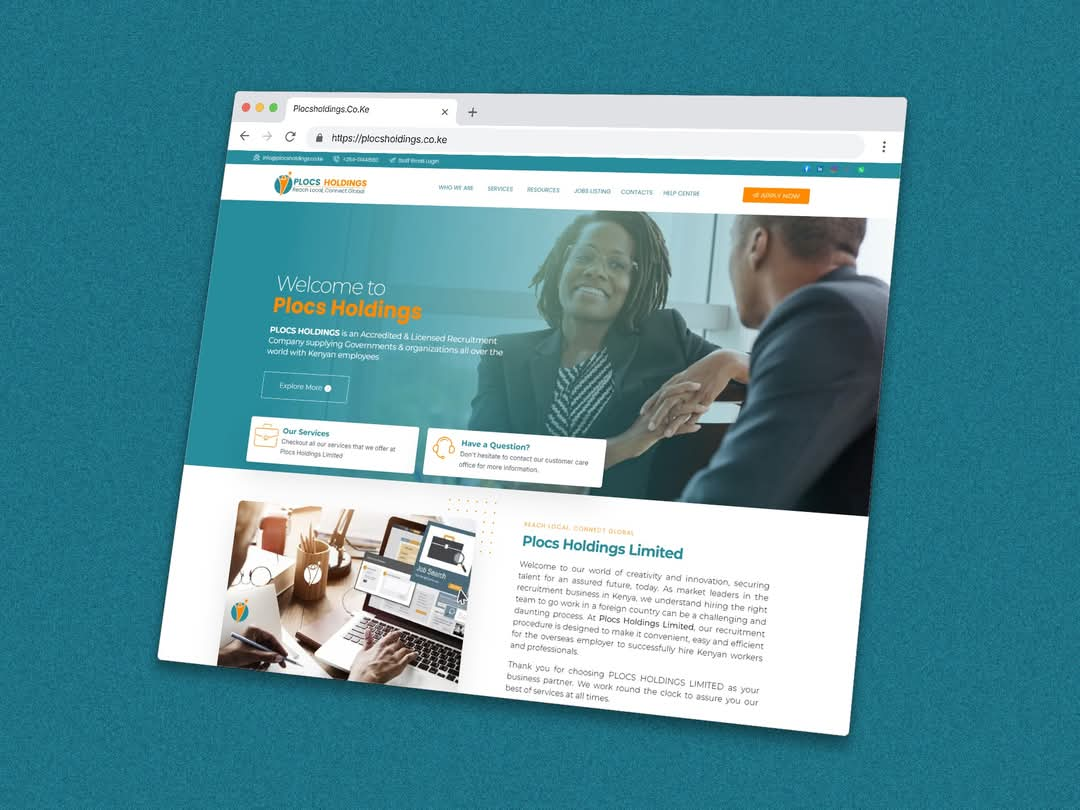 Plocsholdings.Co.Ke
https://plocsholdings.co.ke
info@plocsholdings.co.ke
Staff Email Login
PLOCS HOLDINGS
Reach Local, Connect Global
WHO WE ARE SERVICES RESOURCES JOBS LISTING CONTACTS HELP CENTRE
APPLY NOW
Welcome to
Plocs Holdings
PLOCS HOLDINGS is an Accredited & Licensed Recruitment
Company supplying Governments & organizations all over the
world with Kenyan employees
Explore More
Our Services
Checkout all our services that we offer at
Plocs Holdings Limited
Have a Question?
Don't hesitate to contact our customer care
office for more information.
Job Search
REACH LOCAL, CONNECT GLOBAL
Plocs Holdings Limited
Welcome to our world of creativity and innovation, securing
talent for an assured future, today. As market leaders in the
recruitment business in Kenya, we understand hiring the right
team to go work in a foreign country can be a challenging and
daunting process. At Plocs Holdings Limited, our recruitment
procedure is designed to make it convenient, easy and efficient
for the overseas employer to successfully hire Kenyan workers
and professionals.
Thank you for choosing PLOCS HOLDINGS LIMITED as your
business partner. We work round the clock to assure you our
best of services at all times.